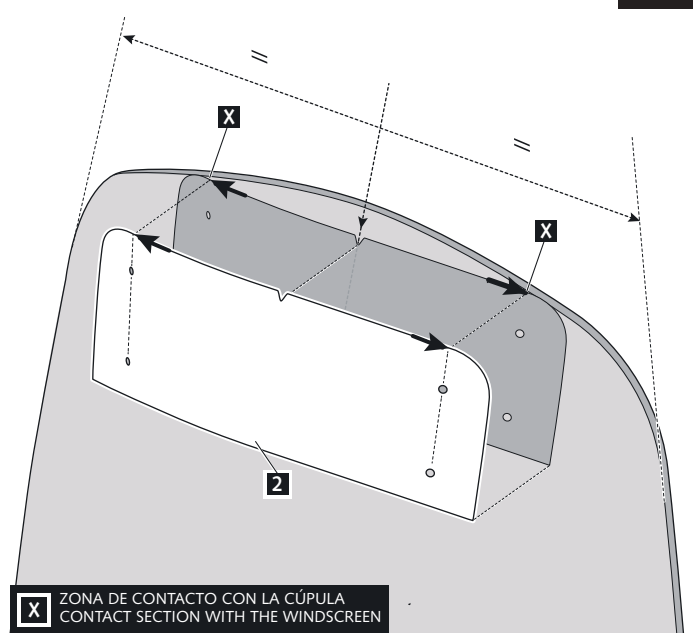 X
X
2
X ZONA DE CONTACTO CON LA CÚPULA
CONTACT SECTION WITH THE WINDSCREEN